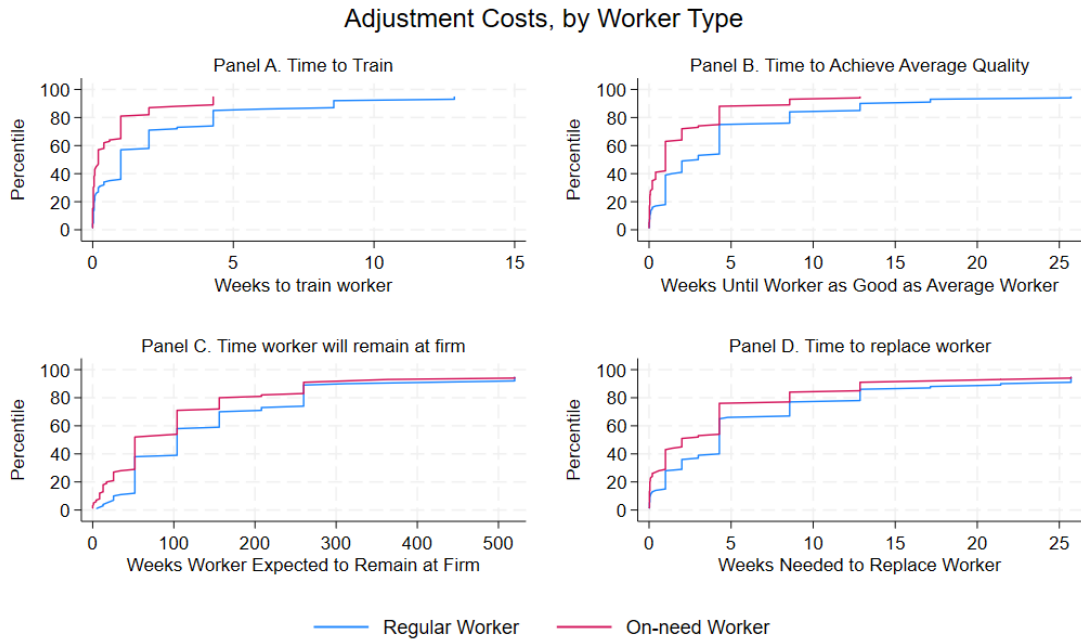 Adjustment Costs, by Worker Type
Panel A. Time to Train
Percentile
100
80
60
40
20
0
0 5 10 15
Weeks to train worker
Panel B. Time to Achieve Average Quality
Percentile
100
80
60
40
20
0
0 5 10 15 20 25
Weeks Until Worker as Good as Average Worker
Panel C. Time worker will remain at firm
Percentile
100
80
60
40
20
0
0 100 200 300 400 500
Weeks Worker Expected to Remain at Firm
Panel D. Time to replace worker
Percentile
100
80
60
40
20
0
0 5 10 15 20 25
Weeks Needed to Replace Worker
Regular Worker On-need Worker